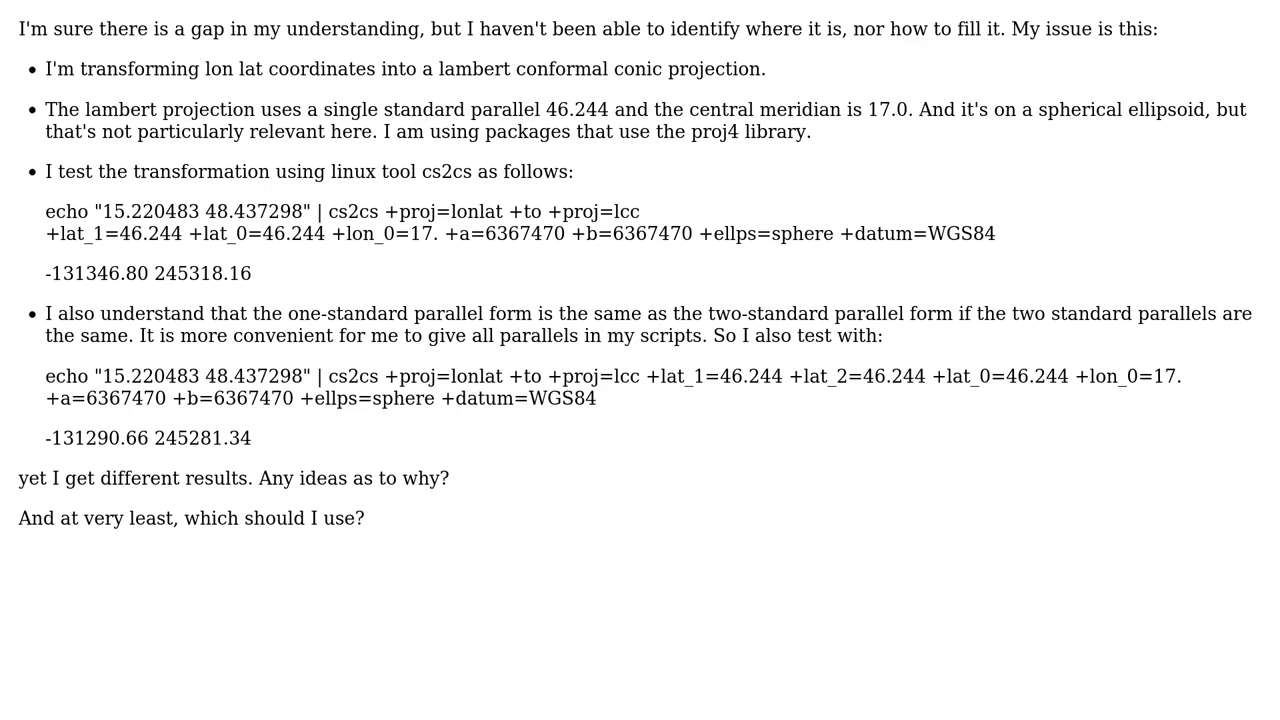 I'm sure there is a gap in my understanding, but I haven't been able to identify where it is, nor how to fill it. My issue is this:
• I'm transforming lon lat coordinates into a lambert conformal conic projection.
• The lambert projection uses a single standard parallel 46.244 and the central meridian is 17.0. And it's on a spherical ellipsoid, but
that's not particularly relevant here. I am using packages that use the proj4 library.
• I test the transformation using linux tool cs2cs as follows:
echo "15.220483 48.437298" | cs2cs +proj=lonlat +to +proj=lcc
+lat_1=46.244 +lat_0=46.244 +lon_0=17. +a=6367470 +b=6367470 +ellps=sphere +datum=WGS84
-131346.80 245318.16
• I also understand that the one-standard parallel form is the same as the two-standard parallel form if the two standard parallels are
the same. It is more convenient for me to give all parallels in my scripts. So I also test with:
echo "15.220483 48.437298" | cs2cs +proj=lonlat +to +proj=lcc +lat_1=46.244 +lat_2=46.244 +lat_0=46.244 +lon_0=17.
+a=6367470 +b=6367470 +ellps=sphere +datum=WGS84
-131290.66 245281.34
yet I get different results. Any ideas as to why?
And at very least, which should I use?